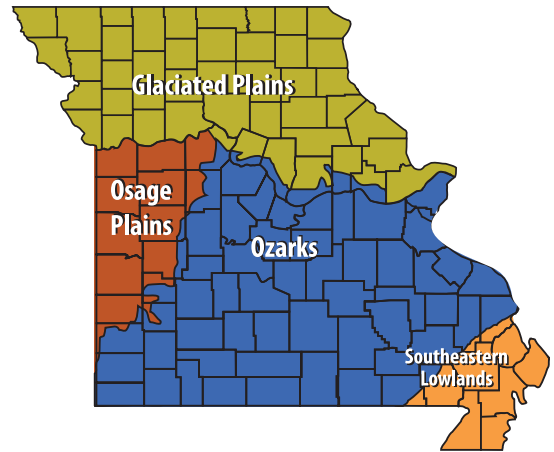 Glaciated Plains
Osage
Plains
Ozarks
Southeastern
Lowlands